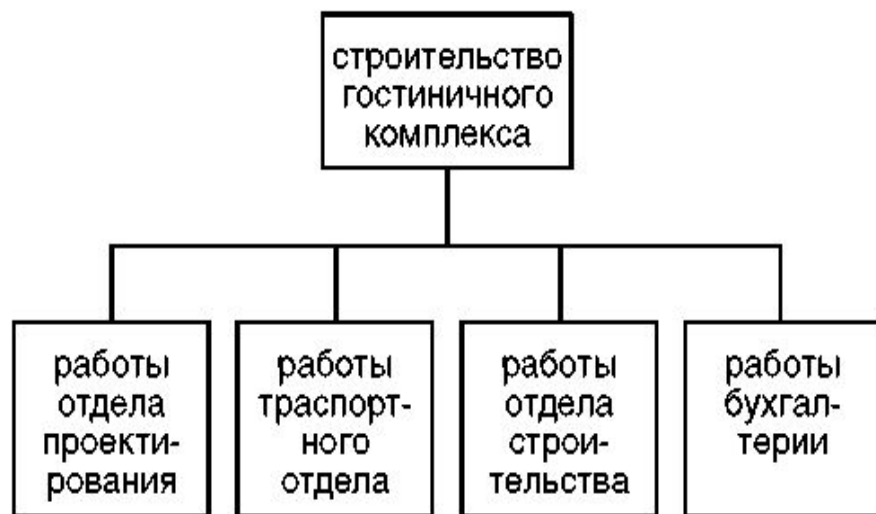 строительство
гостиничного
комплекса
работы
отдела
проекти-
рования
работы
траспорт-
ного
отдела
работы
отдела
строи-
тельства
работы
бухгал-
терии